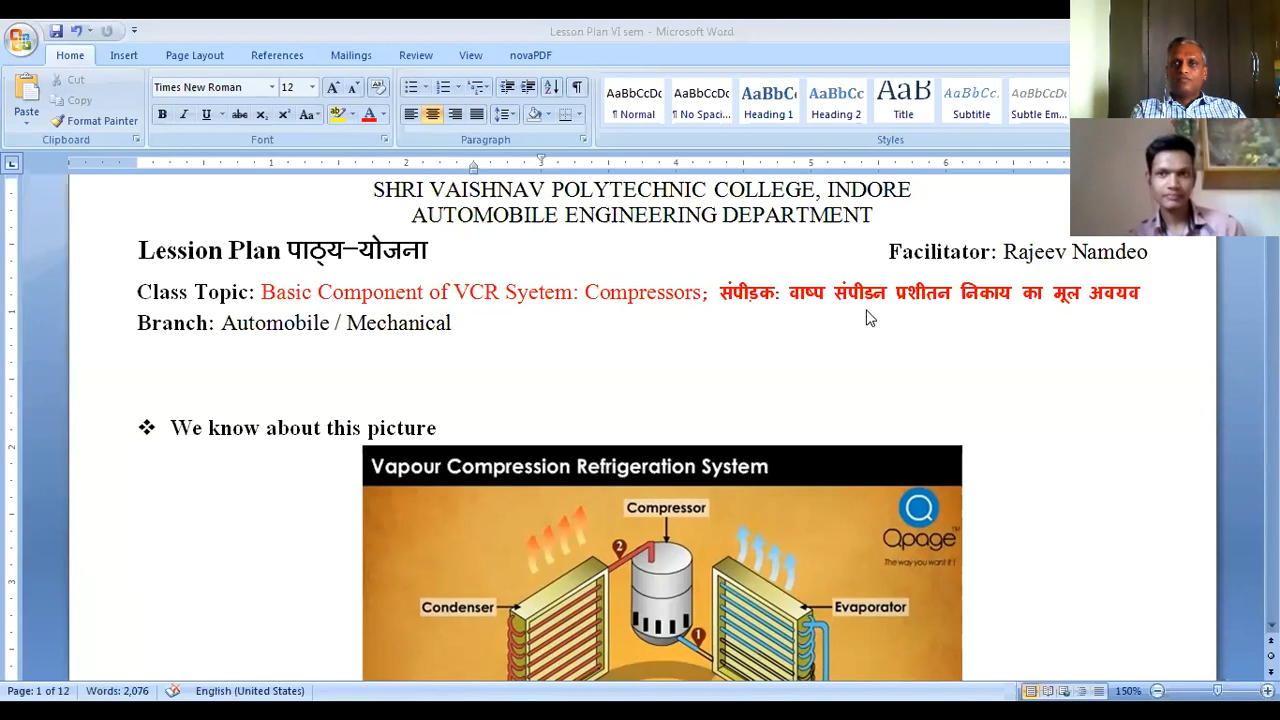 Lesson Plan VI sem - Microsoft Word
Home Insert Page Layout References Mailings Review View novaPDF
Paste
Cut
Copy
Format Painter
Clipboard
Times New Roman 12
Font
Paragraph
AaBbCcDc AaBbCcDc AaBbC AaBbCc AaB AaBbCc. AaBbCcDc
¶ Normal ¶ No Spaci... Heading 1 Heading 2 Title Subtitle Subtle Em...
Styles
SHRI VAISHNAV POLYTECHNIC COLLEGE, INDORE
AUTOMOBILE ENGINEERING DEPARTMENT
Lession Plan पाठ्य–योजना Facilitator: Rajeev Namdeo
Class Topic: Basic Component of VCR Syetem: Compressors; संपीड़क: वाष्प संपीडन प्रशीतन निकाय का मूल अवयव
Branch: Automobile / Mechanical
❖ We know about this picture
Vapour Compression Refrigeration System
Compressor
Qpage™
The way you want it !
2
Condenser
Evaporator
1
Page: 1 of 12 Words: 2,076 English (United States) 150%